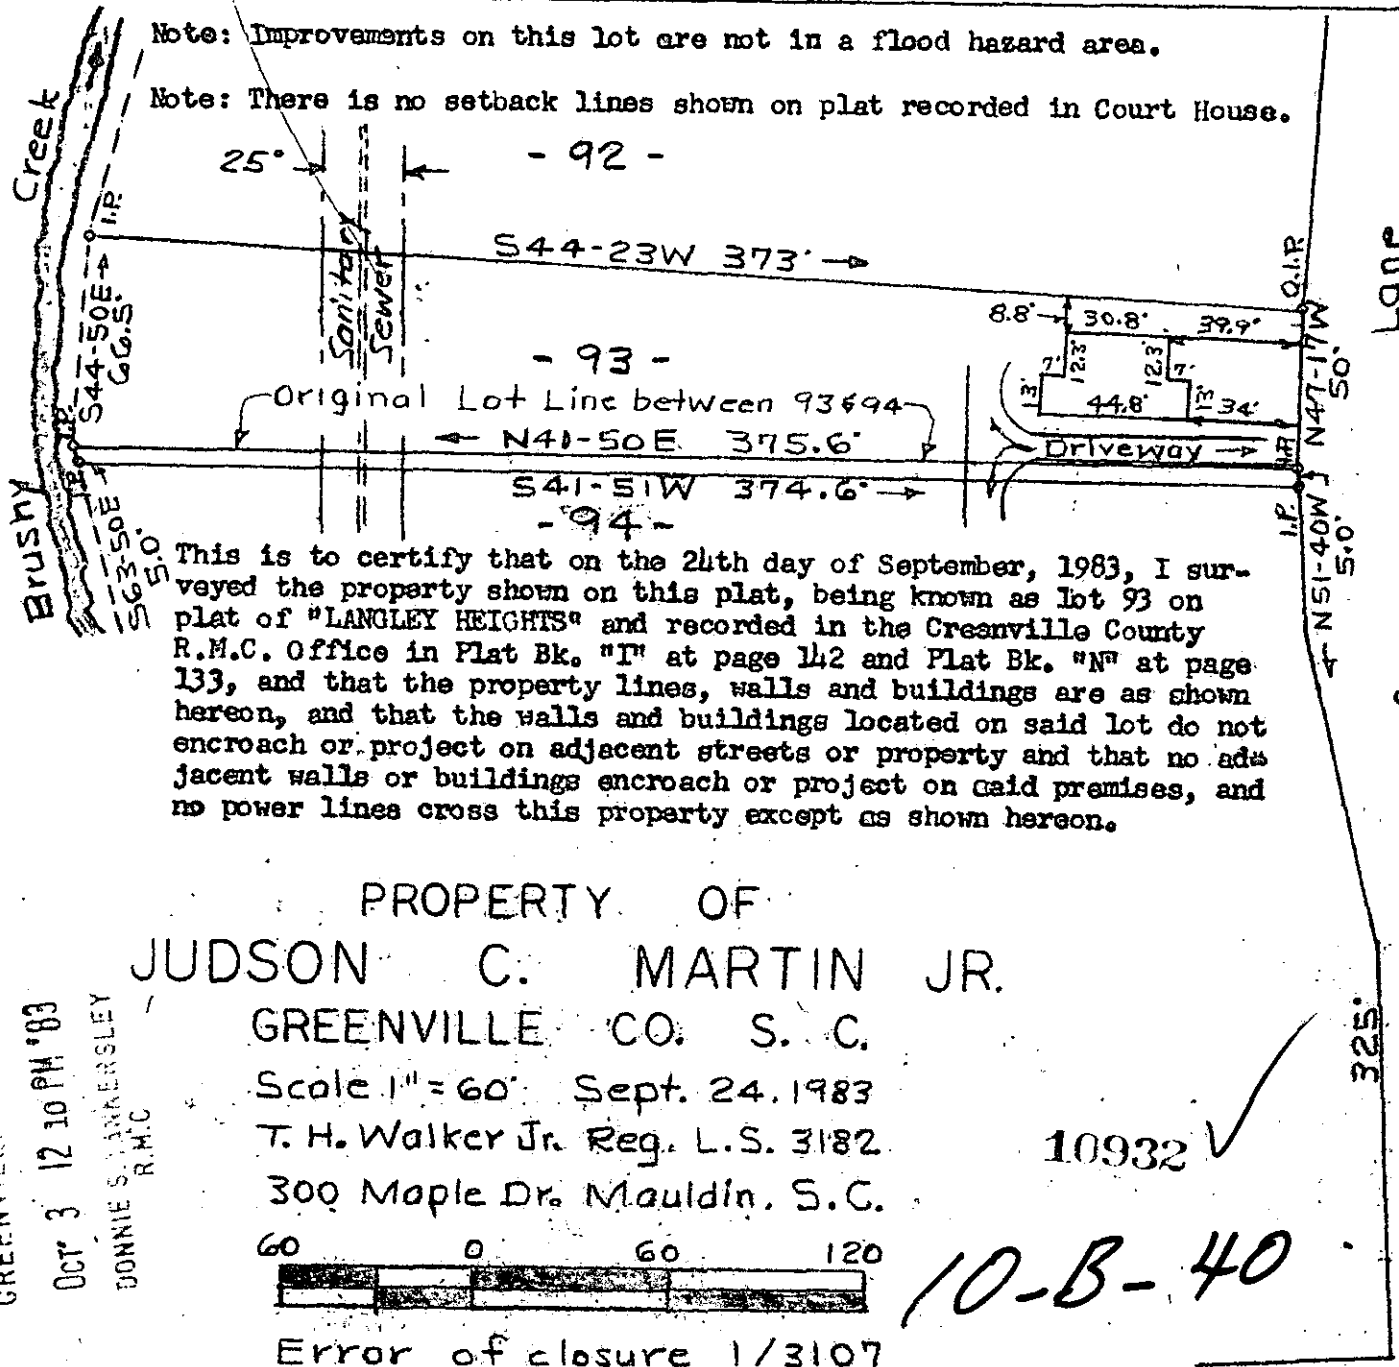 Note: Improvements on this lot are not in a flood hazard area.
Note: There is no setback lines shown on plat recorded in Court House.
Brushy Creek
25'
- 92 -
I.P.
S44-23W 373'
O.I.P.
Lane
Sanitary Sewer
S44-50E
66.5'
8.8'
30.8'
39.9'
- 93 -
7'
12.3'
12.3'
7'
13'
44.8'
13'
34'
N47-17W
50'
Original Lot Line between 93&94
N41-50E 375.6'
Driveway
I.P.
I.P.
S41-51W 374.6'
I.P.
I.P.
- 94 -
S63-50E
5.0'
N51-40W
5.0'
This is to certify that on the 24th day of September, 1983, I sur-
veyed the property shown on this plat, being known as lot 93 on
plat of "LANGLEY HEIGHTS" and recorded in the Greenville County
R.M.C. Office in Plat Bk. "I" at page 142 and Plat Bk. "N" at page
133, and that the property lines, walls and buildings are as shown
hereon, and that the walls and buildings located on said lot do not
encroach or project on adjacent streets or property and that no ad-
jacent walls or buildings encroach or project on said premises, and
no power lines cross this property except as shown hereon.
PROPERTY OF
JUDSON C. MARTIN JR.
GREENVILLE CO. S. C.
Scale 1" = 60' Sept. 24. 1983
T. H. Walker Jr. Reg. L.S. 3182
300 Maple Dr. Mauldin, S.C.
60 0 60 120
Error of closure 1/3107
325'
10932
10-B-40
OCT 3 12 10 PM '83
DONNIE S. TANKERSLEY
R.M.C